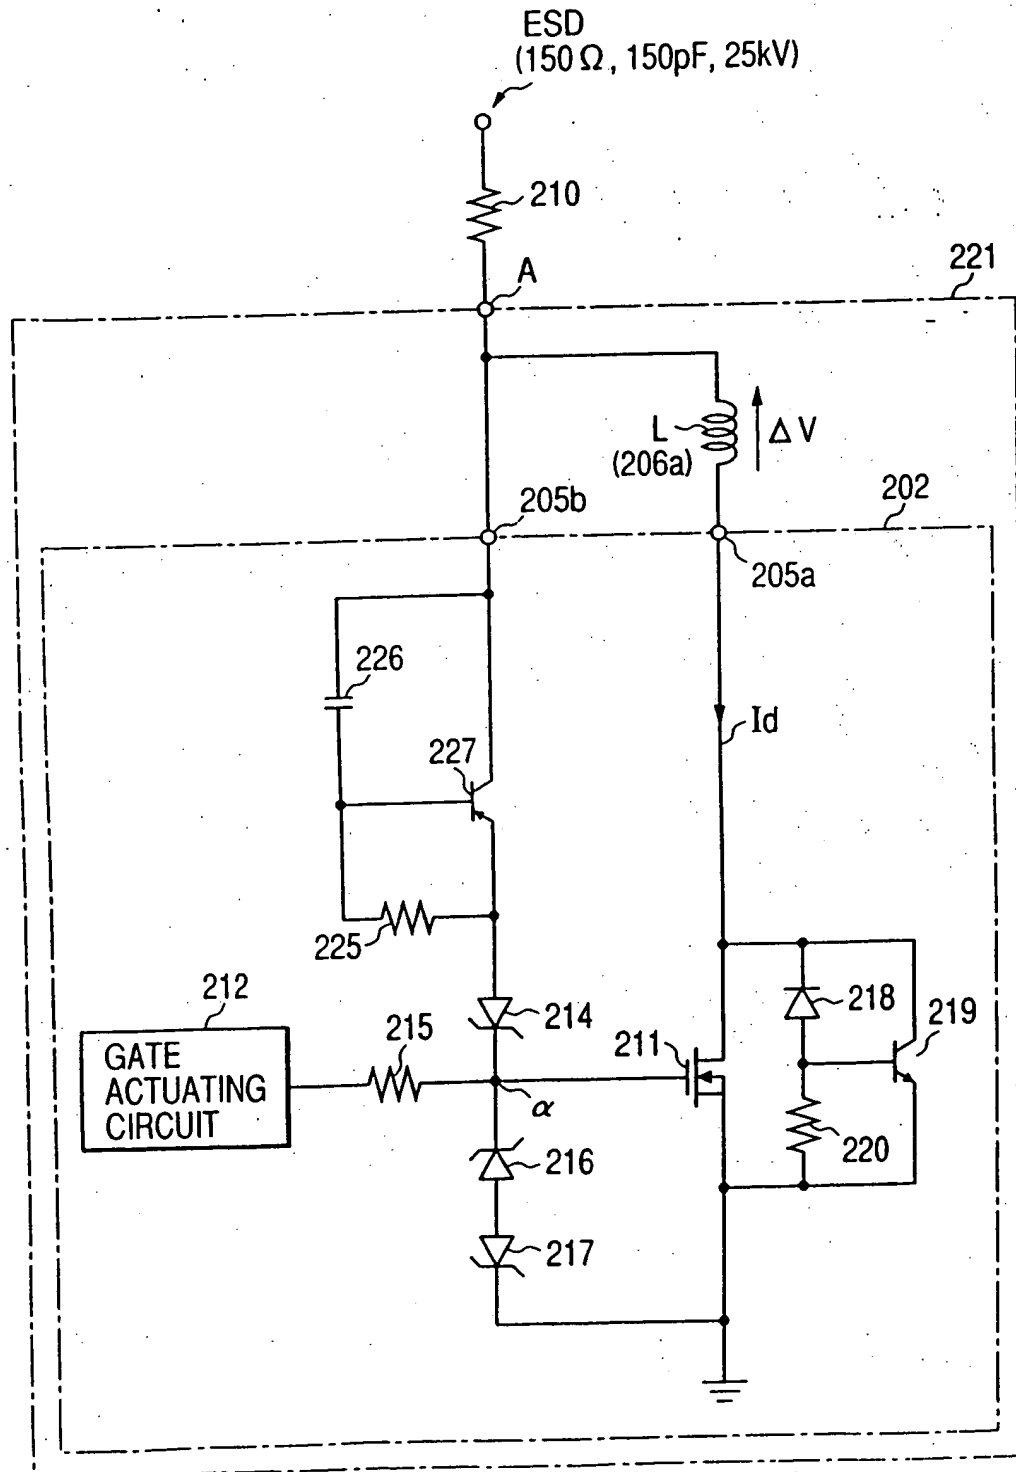 ESD
(150Ω, 150pF, 25kV)
210
A
221
L
(206a)
ΔV
205b
202
205a
226
Id
227
225
212
214
218
219
215
211
GATE
ACTUATING
CIRCUIT
α
216
220
217